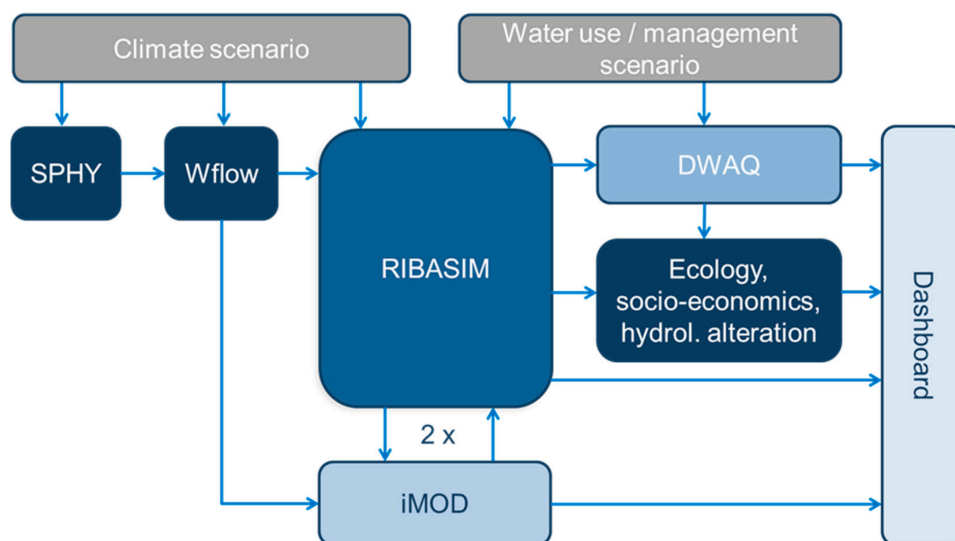 Climate scenario
Water use / management
scenario
SPHY
Wflow
RIBASIM
DWAQ
Ecology,
socio-economics,
hydrol. alteration
Dashboard
2 x
iMOD